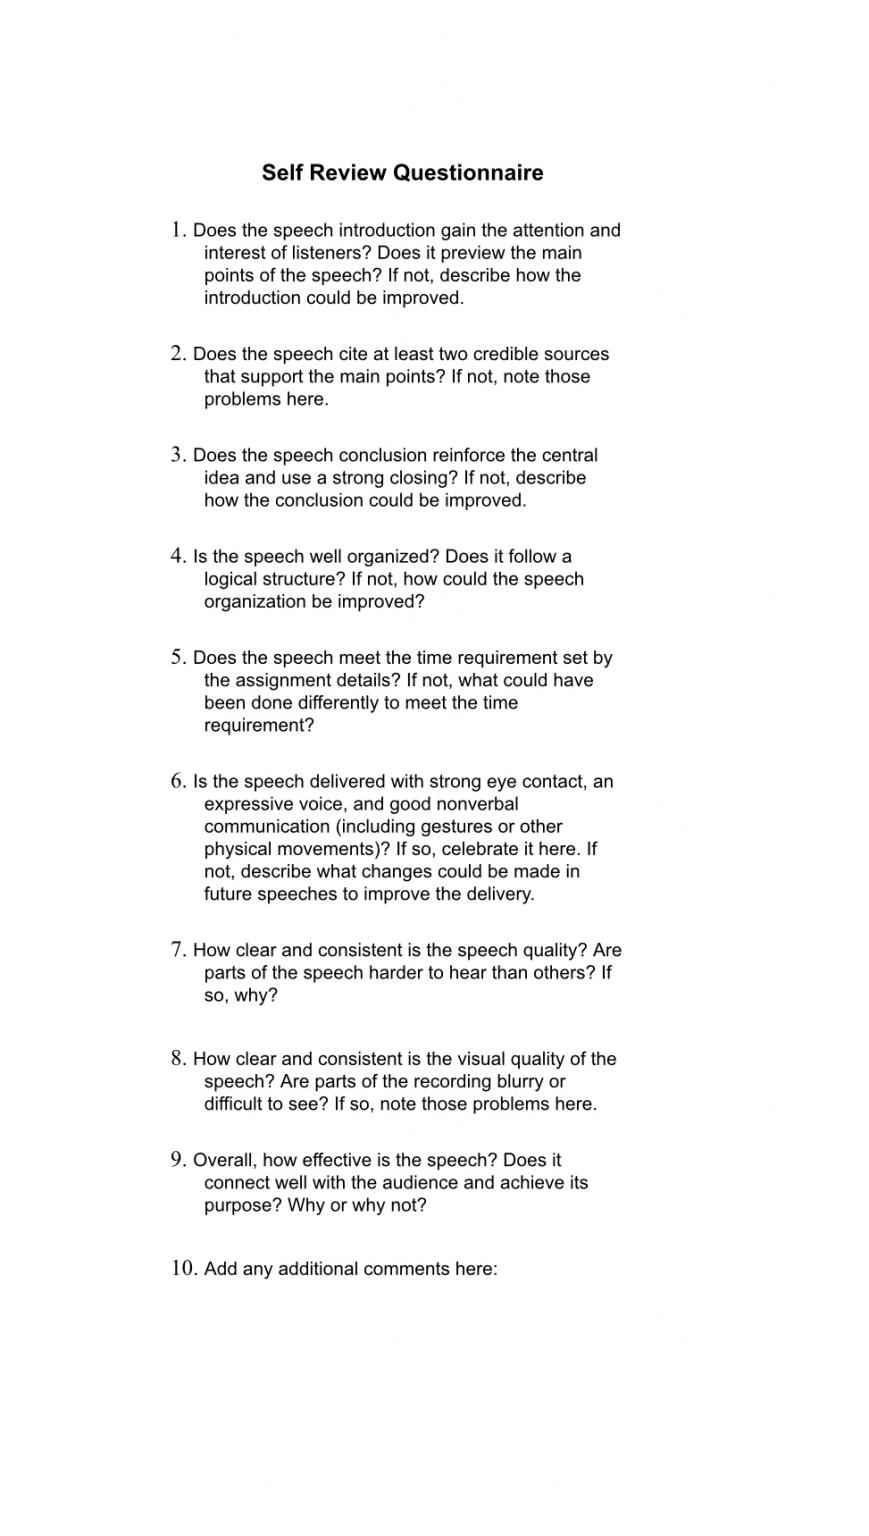 Self Review Questionnaire
1. Does the speech introduction gain the attention and
interest of listeners? Does it preview the main
points of the speech? If not, describe how the
introduction could be improved.
2. Does the speech cite at least two credible sources
that support the main points? If not, note those
problems here.
3. Does the speech conclusion reinforce the central
idea and use a strong closing? If not, describe
how the conclusion could be improved.
4. Is the speech well organized? Does it follow a
logical structure? If not, how could the speech
organization be improved?
5. Does the speech meet the time requirement set by
the assignment details? If not, what could have
been done differently to meet the time
requirement?
6. Is the speech delivered with strong eye contact, an
expressive voice, and good nonverbal
communication (including gestures or other
physical movements)? If so, celebrate it here. If
not, describe what changes could be made in
future speeches to improve the delivery.
7. How clear and consistent is the speech quality? Are
parts of the speech harder to hear than others? If
so, why?
8. How clear and consistent is the visual quality of the
speech? Are parts of the recording blurry or
difficult to see? If so, note those problems here.
9. Overall, how effective is the speech? Does it
connect well with the audience and achieve its
purpose? Why or why not?
10. Add any additional comments here: